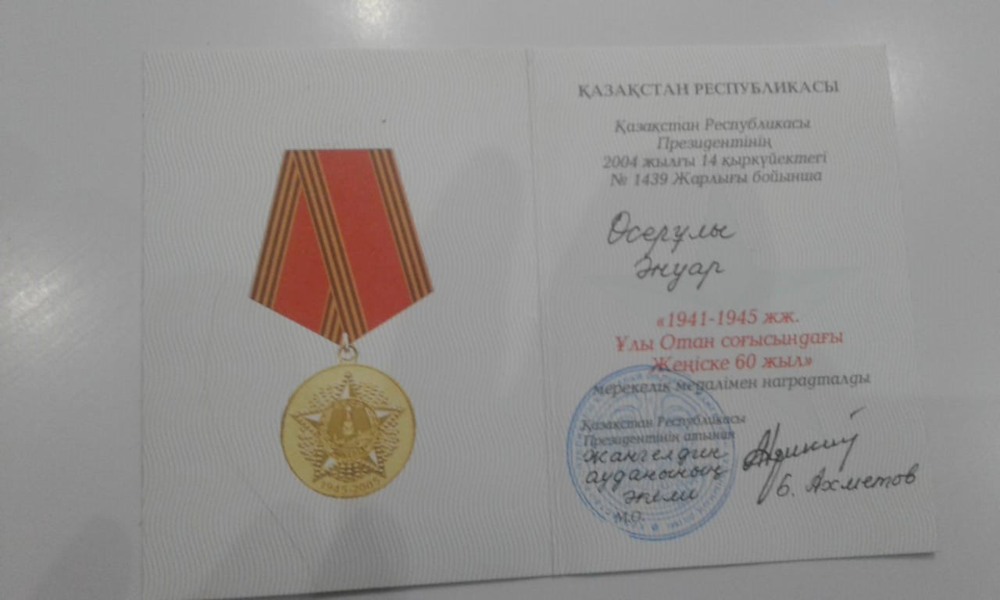 1945-2005
ҚАЗАҚСТАН РЕСПУБЛИКАСЫ
Қазақстан Республикасы
Президентінің
2004 жылғы 14 қыркүйектегі
№ 1439 Жарлығы бойынша
Өсерұлы
Әнуар
«1941-1945 жж.
Ұлы Отан соғысындағы
Жеңіске 60 жыл»
мерекелік медалімен наградталды
Қазақстан Республикасы
Президентінің атынан
Жангелдин
ауданының
әкімі
Б. Ахметов
М.О.